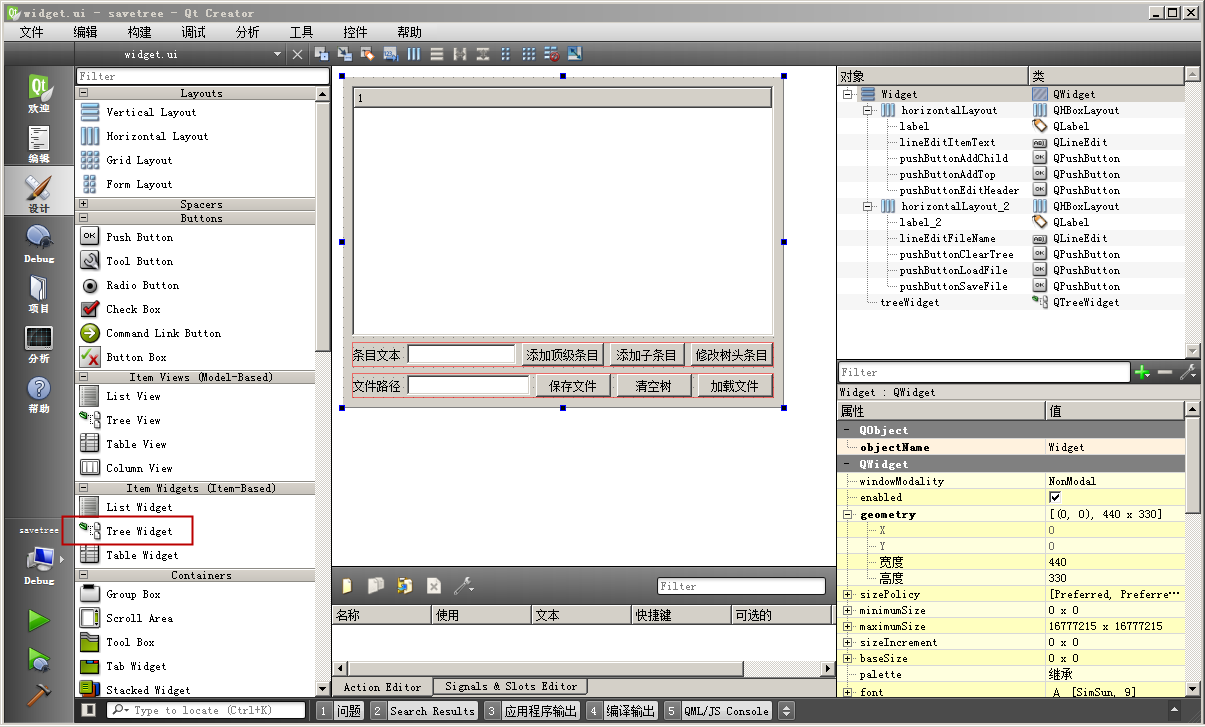 widget.ui - savetree - Qt Creator
文件 编辑 构建 调试 分析 工具 控件 帮助
widget.ui
欢迎
编辑
设计
Debug
项目
分析
帮助
savetree
Debug
Filter
Layouts
Vertical Layout
Horizontal Layout
Grid Layout
Form Layout
Spacers
Buttons
OK Push Button
Tool Button
Radio Button
Check Box
Command Link Button
Button Box
Item Views (Model-Based)
List View
Tree View
Table View
Column View
Item Widgets (Item-Based)
List Widget
Tree Widget
Table Widget
Containers
Group Box
Scroll Area
Tool Box
Tab Widget
Stacked Widget
1
条目文本 添加顶级条目 添加子条目 修改树头条目
文件路径 保存文件 清空树 加载文件
Filter
名称 使用 文本 快捷键 可选的
Action Editor Signals & Slots Editor
对象 类
Widget QWidget
horizontalLayout QHBoxLayout
label QLabel
lineEditItemText QLineEdit
pushButtonAddChild QPushButton
pushButtonAddTop QPushButton
pushButtonEditHeader QPushButton
horizontalLayout_2 QHBoxLayout
label_2 QLabel
lineEditFileName QLineEdit
pushButtonClearTree QPushButton
pushButtonLoadFile QPushButton
pushButtonSaveFile QPushButton
treeWidget QTreeWidget
Filter
Widget : QWidget
属性 值
QObject
objectName Widget
QWidget
windowModality NonModal
enabled
geometry [(0, 0), 440 x 330]
X 0
Y 0
宽度 440
高度 330
sizePolicy [Preferred, Preferre...
minimumSize 0 x 0
maximumSize 16777215 x 16777215
sizeIncrement 0 x 0
baseSize 0 x 0
palette 继承
font A [SimSun, 9]
Type to locate (Ctrl+K) 1 问题 2 Search Results 3 应用程序输出 4 编译输出 5 QML/JS Console